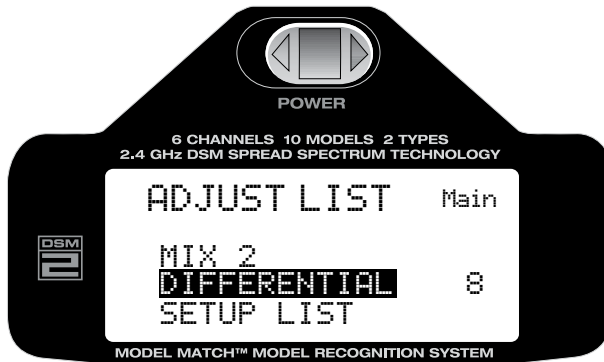 POWER
6 CHANNELS 10 MODELS 2 TYPES
2.4 GHz DSM SPREAD SPECTRUM TECHNOLOGY
ADJUST LIST Main
DSM
2
MIX 2
DIFFERENTIAL 8
SETUP LIST
MODEL MATCH™ MODEL RECOGNITION SYSTEM